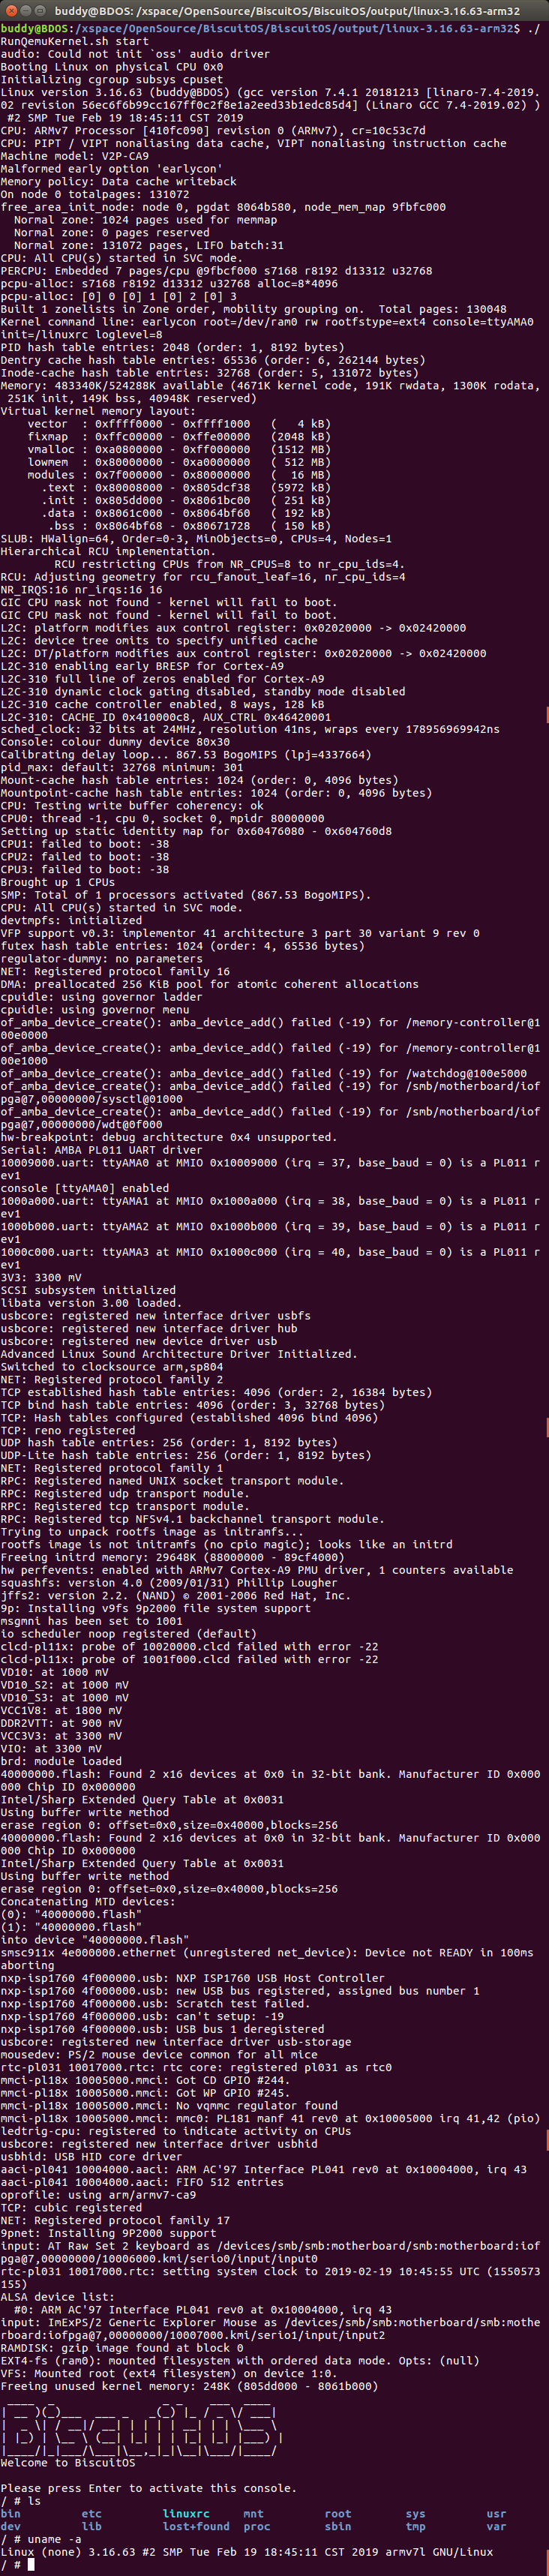 buddy@BDOS: /xspace/OpenSource/BiscuitOS/BiscuitOS/output/linux-3.16.63-arm32
buddy@BDOS:/xspace/OpenSource/BiscuitOS/BiscuitOS/output/linux-3.16.63-arm32$ ./
RunQemuKernel.sh start
audio: Could not init `oss' audio driver
Booting Linux on physical CPU 0x0
Initializing cgroup subsys cpuset
Linux version 3.16.63 (buddy@BDOS) (gcc version 7.4.1 20181213 [linaro-7.4-2019.
02 revision 56ec6f6b99cc167ff0c2f8e1a2eed33b1edc85d4] (Linaro GCC 7.4-2019.02) )
 #2 SMP Tue Feb 19 18:45:11 CST 2019
CPU: ARMv7 Processor [410fc090] revision 0 (ARMv7), cr=10c53c7d
CPU: PIPT / VIPT nonaliasing data cache, VIPT nonaliasing instruction cache
Machine model: V2P-CA9
Malformed early option 'earlycon'
Memory policy: Data cache writeback
On node 0 totalpages: 131072
free_area_init_node: node 0, pgdat 8064b580, node_mem_map 9fbfc000
  Normal zone: 1024 pages used for memmap
  Normal zone: 0 pages reserved
  Normal zone: 131072 pages, LIFO batch:31
CPU: All CPU(s) started in SVC mode.
PERCPU: Embedded 7 pages/cpu @9fbcf000 s7168 r8192 d13312 u32768
pcpu-alloc: s7168 r8192 d13312 u32768 alloc=8*4096
pcpu-alloc: [0] 0 [0] 1 [0] 2 [0] 3
Built 1 zonelists in Zone order, mobility grouping on.  Total pages: 130048
Kernel command line: earlycon root=/dev/ram0 rw rootfstype=ext4 console=ttyAMA0
init=/linuxrc loglevel=8
PID hash table entries: 2048 (order: 1, 8192 bytes)
Dentry cache hash table entries: 65536 (order: 6, 262144 bytes)
Inode-cache hash table entries: 32768 (order: 5, 131072 bytes)
Memory: 483340K/524288K available (4671K kernel code, 191K rwdata, 1300K rodata,
 251K init, 149K bss, 40948K reserved)
Virtual kernel memory layout:
    vector  : 0xffff0000 - 0xffff1000   (   4 kB)
    fixmap  : 0xffc00000 - 0xffe00000   (2048 kB)
    vmalloc : 0xa0800000 - 0xff000000   (1512 MB)
    lowmem  : 0x80000000 - 0xa0000000   ( 512 MB)
    modules : 0x7f000000 - 0x80000000   (  16 MB)
      .text : 0x80008000 - 0x805dcf38   (5972 kB)
      .init : 0x805dd000 - 0x8061bc00   ( 251 kB)
      .data : 0x8061c000 - 0x8064bf60   ( 192 kB)
       .bss : 0x8064bf68 - 0x80671728   ( 150 kB)
SLUB: HWalign=64, Order=0-3, MinObjects=0, CPUs=4, Nodes=1
Hierarchical RCU implementation.
        RCU restricting CPUs from NR_CPUS=8 to nr_cpu_ids=4.
RCU: Adjusting geometry for rcu_fanout_leaf=16, nr_cpu_ids=4
NR_IRQS:16 nr_irqs:16 16
GIC CPU mask not found - kernel will fail to boot.
GIC CPU mask not found - kernel will fail to boot.
L2C: platform modifies aux control register: 0x02020000 -> 0x02420000
L2C: device tree omits to specify unified cache
L2C: DT/platform modifies aux control register: 0x02020000 -> 0x02420000
L2C-310 enabling early BRESP for Cortex-A9
L2C-310 full line of zeros enabled for Cortex-A9
L2C-310 dynamic clock gating disabled, standby mode disabled
L2C-310 cache controller enabled, 8 ways, 128 kB
L2C-310: CACHE_ID 0x410000c8, AUX_CTRL 0x46420001
sched_clock: 32 bits at 24MHz, resolution 41ns, wraps every 178956969942ns
Console: colour dummy device 80x30
Calibrating delay loop... 867.53 BogoMIPS (lpj=4337664)
pid_max: default: 32768 minimum: 301
Mount-cache hash table entries: 1024 (order: 0, 4096 bytes)
Mountpoint-cache hash table entries: 1024 (order: 0, 4096 bytes)
CPU: Testing write buffer coherency: ok
CPU0: thread -1, cpu 0, socket 0, mpidr 80000000
Setting up static identity map for 0x60476080 - 0x604760d8
CPU1: failed to boot: -38
CPU2: failed to boot: -38
CPU3: failed to boot: -38
Brought up 1 CPUs
SMP: Total of 1 processors activated (867.53 BogoMIPS).
CPU: All CPU(s) started in SVC mode.
devtmpfs: initialized
VFP support v0.3: implementor 41 architecture 3 part 30 variant 9 rev 0
futex hash table entries: 1024 (order: 4, 65536 bytes)
regulator-dummy: no parameters
NET: Registered protocol family 16
DMA: preallocated 256 KiB pool for atomic coherent allocations
cpuidle: using governor ladder
cpuidle: using governor menu
of_amba_device_create(): amba_device_add() failed (-19) for /memory-controller@1
00e0000
of_amba_device_create(): amba_device_add() failed (-19) for /memory-controller@1
00e1000
of_amba_device_create(): amba_device_add() failed (-19) for /watchdog@100e5000
of_amba_device_create(): amba_device_add() failed (-19) for /smb/motherboard/iof
pga@7,00000000/sysctl@01000
of_amba_device_create(): amba_device_add() failed (-19) for /smb/motherboard/iof
pga@7,00000000/wdt@0f000
hw-breakpoint: debug architecture 0x4 unsupported.
Serial: AMBA PL011 UART driver
10009000.uart: ttyAMA0 at MMIO 0x10009000 (irq = 37, base_baud = 0) is a PL011 r
ev1
console [ttyAMA0] enabled
1000a000.uart: ttyAMA1 at MMIO 0x1000a000 (irq = 38, base_baud = 0) is a PL011 r
ev1
1000b000.uart: ttyAMA2 at MMIO 0x1000b000 (irq = 39, base_baud = 0) is a PL011 r
ev1
1000c000.uart: ttyAMA3 at MMIO 0x1000c000 (irq = 40, base_baud = 0) is a PL011 r
ev1
3V3: 3300 mV
SCSI subsystem initialized
libata version 3.00 loaded.
usbcore: registered new interface driver usbfs
usbcore: registered new interface driver hub
usbcore: registered new device driver usb
Advanced Linux Sound Architecture Driver Initialized.
Switched to clocksource arm,sp804
NET: Registered protocol family 2
TCP established hash table entries: 4096 (order: 2, 16384 bytes)
TCP bind hash table entries: 4096 (order: 3, 32768 bytes)
TCP: Hash tables configured (established 4096 bind 4096)
TCP: reno registered
UDP hash table entries: 256 (order: 1, 8192 bytes)
UDP-Lite hash table entries: 256 (order: 1, 8192 bytes)
NET: Registered protocol family 1
RPC: Registered named UNIX socket transport module.
RPC: Registered udp transport module.
RPC: Registered tcp transport module.
RPC: Registered tcp NFSv4.1 backchannel transport module.
Trying to unpack rootfs image as initramfs...
rootfs image is not initramfs (no cpio magic); looks like an initrd
Freeing initrd memory: 29648K (88000000 - 89cf4000)
hw perfevents: enabled with ARMv7 Cortex-A9 PMU driver, 1 counters available
squashfs: version 4.0 (2009/01/31) Phillip Lougher
jffs2: version 2.2. (NAND) © 2001-2006 Red Hat, Inc.
9p: Installing v9fs 9p2000 file system support
msgmni has been set to 1001
io scheduler noop registered (default)
clcd-pl11x: probe of 10020000.clcd failed with error -22
clcd-pl11x: probe of 1001f000.clcd failed with error -22
VD10: at 1000 mV
VD10_S2: at 1000 mV
VD10_S3: at 1000 mV
VCC1V8: at 1800 mV
DDR2VTT: at 900 mV
VCC3V3: at 3300 mV
VIO: at 3300 mV
brd: module loaded
40000000.flash: Found 2 x16 devices at 0x0 in 32-bit bank. Manufacturer ID 0x000
000 Chip ID 0x000000
Intel/Sharp Extended Query Table at 0x0031
Using buffer write method
erase region 0: offset=0x0,size=0x40000,blocks=256
40000000.flash: Found 2 x16 devices at 0x0 in 32-bit bank. Manufacturer ID 0x000
000 Chip ID 0x000000
Intel/Sharp Extended Query Table at 0x0031
Using buffer write method
erase region 0: offset=0x0,size=0x40000,blocks=256
Concatenating MTD devices:
(0): "40000000.flash"
(1): "40000000.flash"
into device "40000000.flash"
smsc911x 4e000000.ethernet (unregistered net_device): Device not READY in 100ms
aborting
nxp-isp1760 4f000000.usb: NXP ISP1760 USB Host Controller
nxp-isp1760 4f000000.usb: new USB bus registered, assigned bus number 1
nxp-isp1760 4f000000.usb: Scratch test failed.
nxp-isp1760 4f000000.usb: can't setup: -19
nxp-isp1760 4f000000.usb: USB bus 1 deregistered
usbcore: registered new interface driver usb-storage
mousedev: PS/2 mouse device common for all mice
rtc-pl031 10017000.rtc: rtc core: registered pl031 as rtc0
mmci-pl18x 10005000.mmci: Got CD GPIO #244.
mmci-pl18x 10005000.mmci: Got WP GPIO #245.
mmci-pl18x 10005000.mmci: No vqmmc regulator found
mmci-pl18x 10005000.mmci: mmc0: PL181 manf 41 rev0 at 0x10005000 irq 41,42 (pio)
ledtrig-cpu: registered to indicate activity on CPUs
usbcore: registered new interface driver usbhid
usbhid: USB HID core driver
aaci-pl041 10004000.aaci: ARM AC'97 Interface PL041 rev0 at 0x10004000, irq 43
aaci-pl041 10004000.aaci: FIFO 512 entries
oprofile: using arm/armv7-ca9
TCP: cubic registered
NET: Registered protocol family 17
9pnet: Installing 9P2000 support
input: AT Raw Set 2 keyboard as /devices/smb/smb:motherboard/smb:motherboard:iof
pga@7,00000000/10006000.kmi/serio0/input/input0
rtc-pl031 10017000.rtc: setting system clock to 2019-02-19 10:45:55 UTC (1550573
155)
ALSA device list:
  #0: ARM AC'97 Interface PL041 rev0 at 0x10004000, irq 43
input: ImExPS/2 Generic Explorer Mouse as /devices/smb/smb:motherboard/smb:mothe
rboard:iofpga@7,00000000/10007000.kmi/serio1/input/input2
RAMDISK: gzip image found at block 0
EXT4-fs (ram0): mounted filesystem with ordered data mode. Opts: (null)
VFS: Mounted root (ext4 filesystem) on device 1:0.
Freeing unused kernel memory: 248K (805dd000 - 8061b000)
BiscuitOS
Welcome to BiscuitOS
Please press Enter to activate this console.
/ # ls
bin         etc         linuxrc     mnt         root        sys         usr
dev         lib         lost+found  proc        sbin        tmp         var
/ # uname -a
Linux (none) 3.16.63 #2 SMP Tue Feb 19 18:45:11 CST 2019 armv7l GNU/Linux
/ #